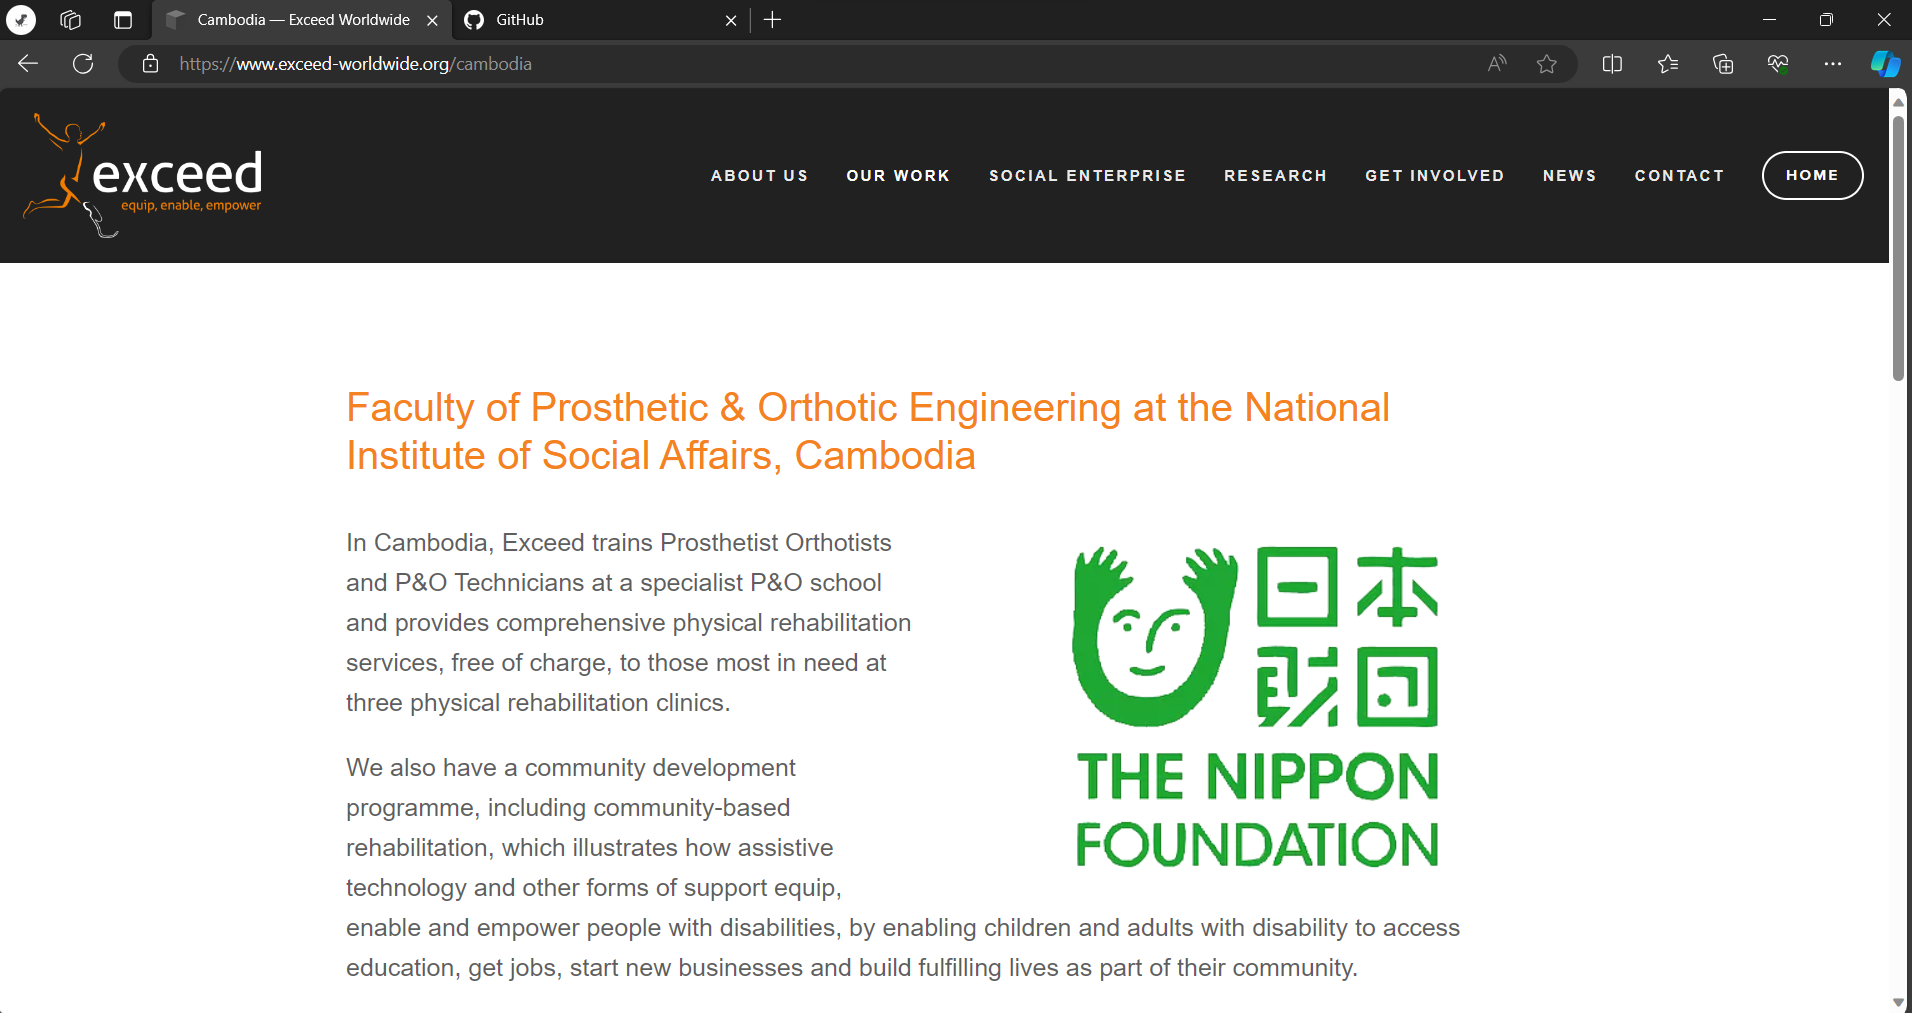 Cambodia — Exceed Worldwide
GitHub
https://www.exceed-worldwide.org/cambodia
exceed
equip, enable, empower
ABOUT US
OUR WORK
SOCIAL ENTERPRISE
RESEARCH
GET INVOLVED
NEWS
CONTACT
HOME
Faculty of Prosthetic & Orthotic Engineering at the National
Institute of Social Affairs, Cambodia
In Cambodia, Exceed trains Prosthetist Orthotists
and P&O Technicians at a specialist P&O school
and provides comprehensive physical rehabilitation
services, free of charge, to those most in need at
three physical rehabilitation clinics.
日本
財団
THE NIPPON
FOUNDATION
We also have a community development
programme, including community-based
rehabilitation, which illustrates how assistive
technology and other forms of support equip,
enable and empower people with disabilities, by enabling children and adults with disability to access
education, get jobs, start new businesses and build fulfilling lives as part of their community.